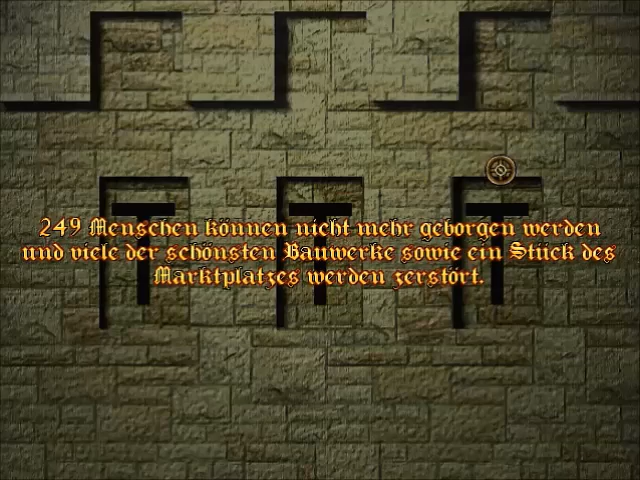 249 Menschen können nicht mehr geborgen werden
und viele der schönsten Bauwerke sowie ein Stück des
Marktplatzes werden zerstört.